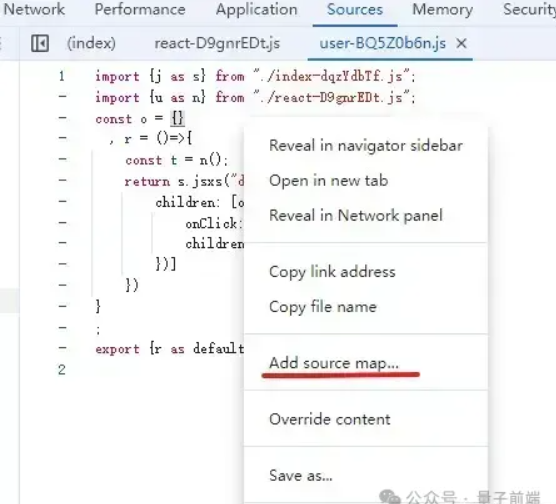 Network Performance Application Sources Memory Security
(index) react-D9gnrEDt.js user-BQ5Z0b6n.js ×
1 import {j as s} from "./index-dqzYdbTf.js";
- import {u as n} from "./react-D9gnrEDt.js";
- const o = {}
- , r = ()=>{
- const t = n();
- return s.jsxs("d
- children: [o
- onClick:
- children
- })]
- })
- }
- ;
- export {r as default
2
Reveal in navigator sidebar
Open in new tab
Reveal in Network panel
Copy link address
Copy file name
Add source map...
Override content
Save as...
公众号 · 量子前端